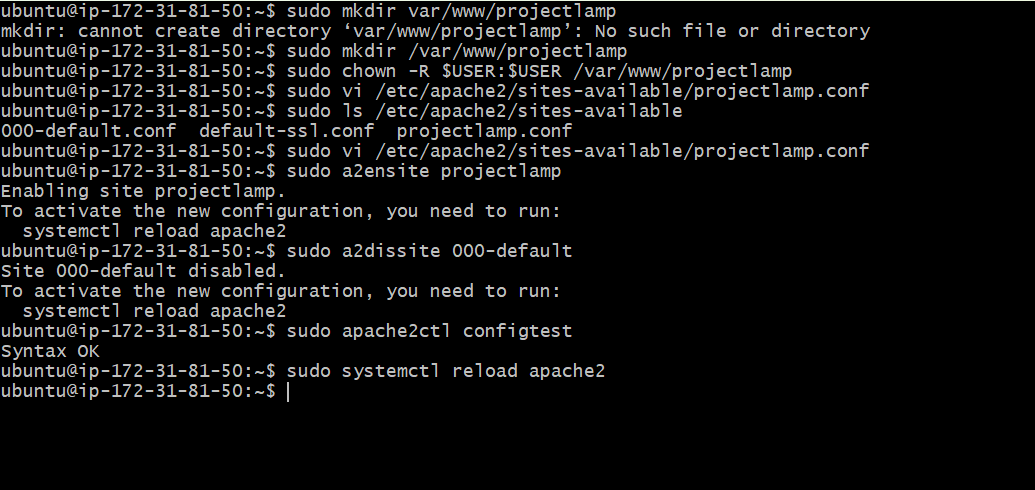 ubuntu@ip-172-31-81-50:~$ sudo mkdir var/www/projectlamp
mkdir: cannot create directory ‘var/www/projectlamp’: No such file or directory
ubuntu@ip-172-31-81-50:~$ sudo mkdir /var/www/projectlamp
ubuntu@ip-172-31-81-50:~$ sudo chown -R $USER:$USER /var/www/projectlamp
ubuntu@ip-172-31-81-50:~$ sudo vi /etc/apache2/sites-available/projectlamp.conf
ubuntu@ip-172-31-81-50:~$ sudo ls /etc/apache2/sites-available
000-default.conf  default-ssl.conf  projectlamp.conf
ubuntu@ip-172-31-81-50:~$ sudo vi /etc/apache2/sites-available/projectlamp.conf
ubuntu@ip-172-31-81-50:~$ sudo a2ensite projectlamp
Enabling site projectlamp.
To activate the new configuration, you need to run:
  systemctl reload apache2
ubuntu@ip-172-31-81-50:~$ sudo a2dissite 000-default
Site 000-default disabled.
To activate the new configuration, you need to run:
  systemctl reload apache2
ubuntu@ip-172-31-81-50:~$ sudo apache2ctl configtest
Syntax OK
ubuntu@ip-172-31-81-50:~$ sudo systemctl reload apache2
ubuntu@ip-172-31-81-50:~$